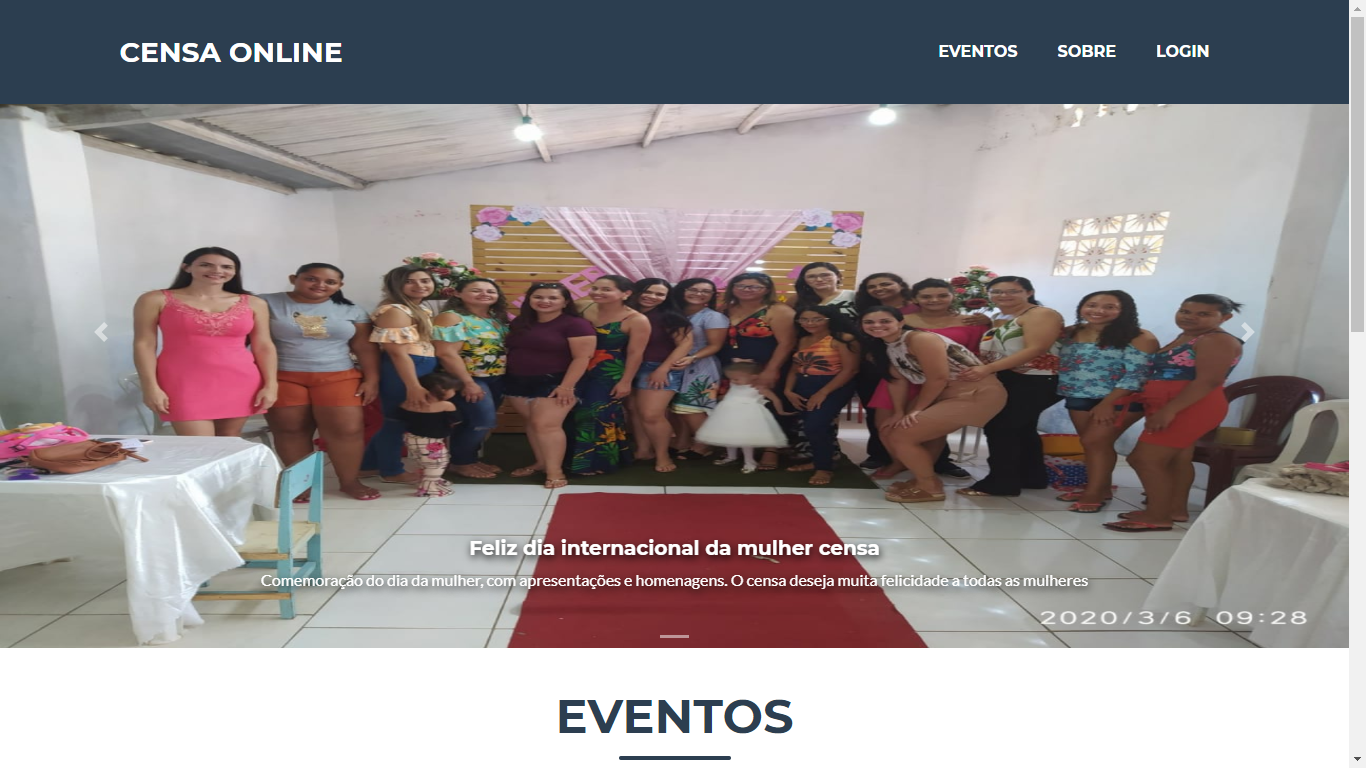 CENSA ONLINE
EVENTOS SOBRE LOGIN
Feliz dia internacional da mulher censa
Comemoração do dia da mulher, com apresentações e homenagens. O censa deseja muita felicidade a todas as mulheres
2020/3/6 09:28
EVENTOS